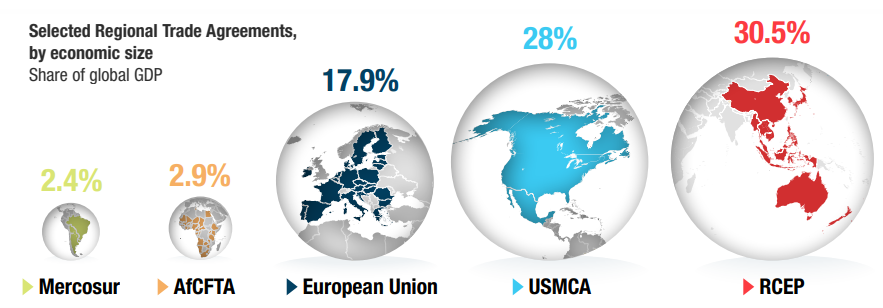 Selected Regional Trade Agreements,
by economic size
Share of global GDP
2.4%
2.9%
17.9%
28%
30.5%
Mercosur
AfCFTA
European Union
USMCA
RCEP